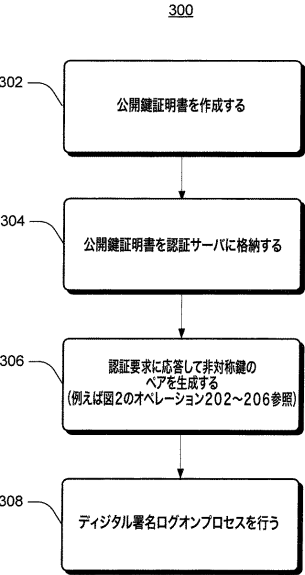 300
302
公開鍵証明書を作成する
304
公開鍵証明書を認証サーバに格納する
306
認証要求に応答して非対称鍵の
ペアを生成する
(例えば図2のオペレーション202～206参照)
308
ディジタル署名ログオンプロセスを行う